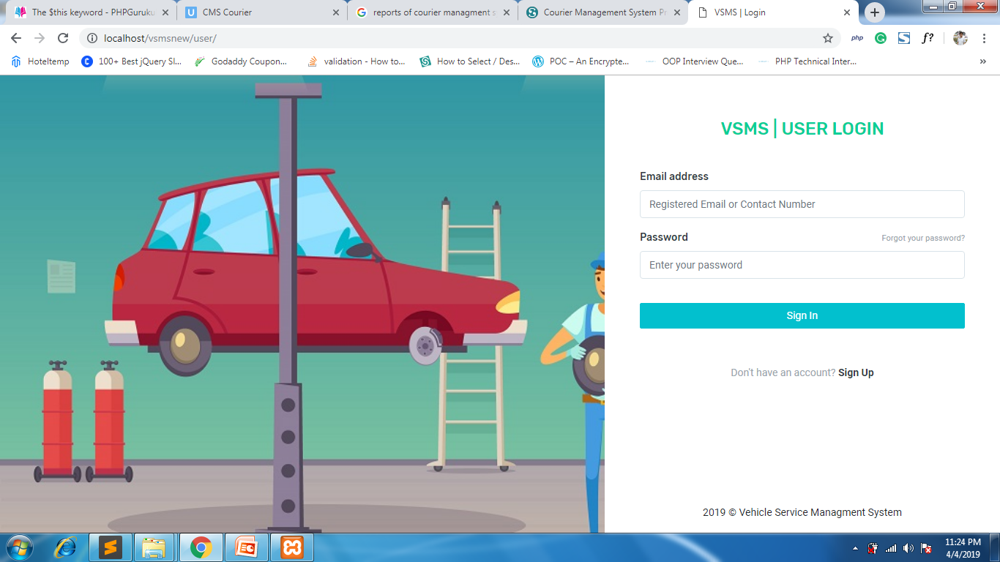 The $this keyword - PHPGuruku
CMS Courier
reports of courier managment s
Courier Management System Pr
VSMS | Login
localhost/vsmsnew/user/
php
f?
Hoteltemp
100+ Best jQuery Sl...
Godaddy Coupon...
validation - How to...
How to Select / Des...
POC – An Encrypte...
OOP Interview Que...
PHP Technical Inter...
»
VSMS | USER LOGIN
Email address
Registered Email or Contact Number
Password
Forgot your password?
Enter your password
Sign In
Don't have an account? Sign Up
2019 © Vehicle Service Managment System
11:24 PM
4/4/2019